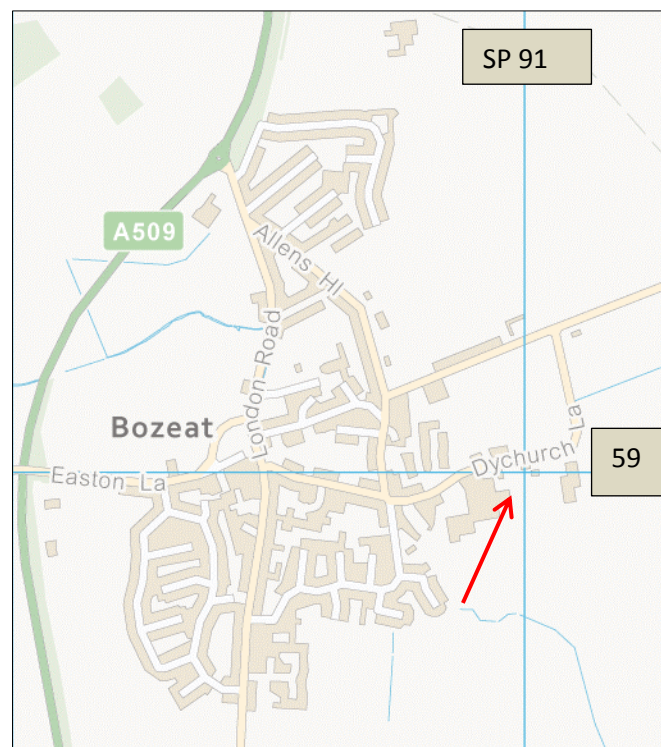 SP 91
A509
Allens Hl
London Road
Bozeat
Dychurch La
59
Easton La